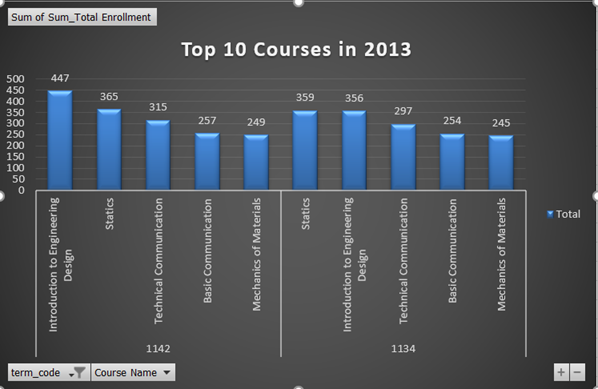 Sum of Sum_Total Enrollment
Top 10 Courses in 2013
500
450
400
350
300
250
200
150
100
50
0
447
365
315
257
249
359
356
297
254
245
Introduction to Engineering
Design
Statics
Technical Communication
Basic Communication
Mechanics of Materials
Statics
Introduction to Engineering
Design
Technical Communication
Basic Communication
Mechanics of Materials
1142
1134
Total
term_code
Course Name
+ −